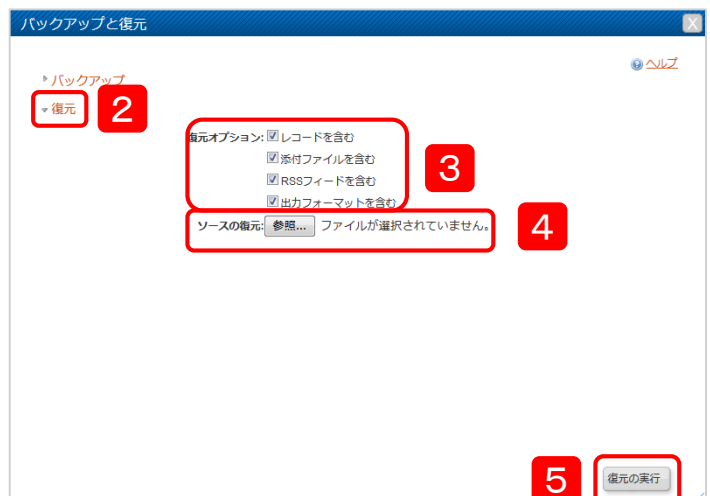 バックアップと復元 X
ヘルプ
バックアップ
復元 2
復元オプション: レコードを含む
添付ファイルを含む
RSSフィードを含む
出力フォーマットを含む
3
ソースの復元: 参照... ファイルが選択されていません。 4
5 復元の実行